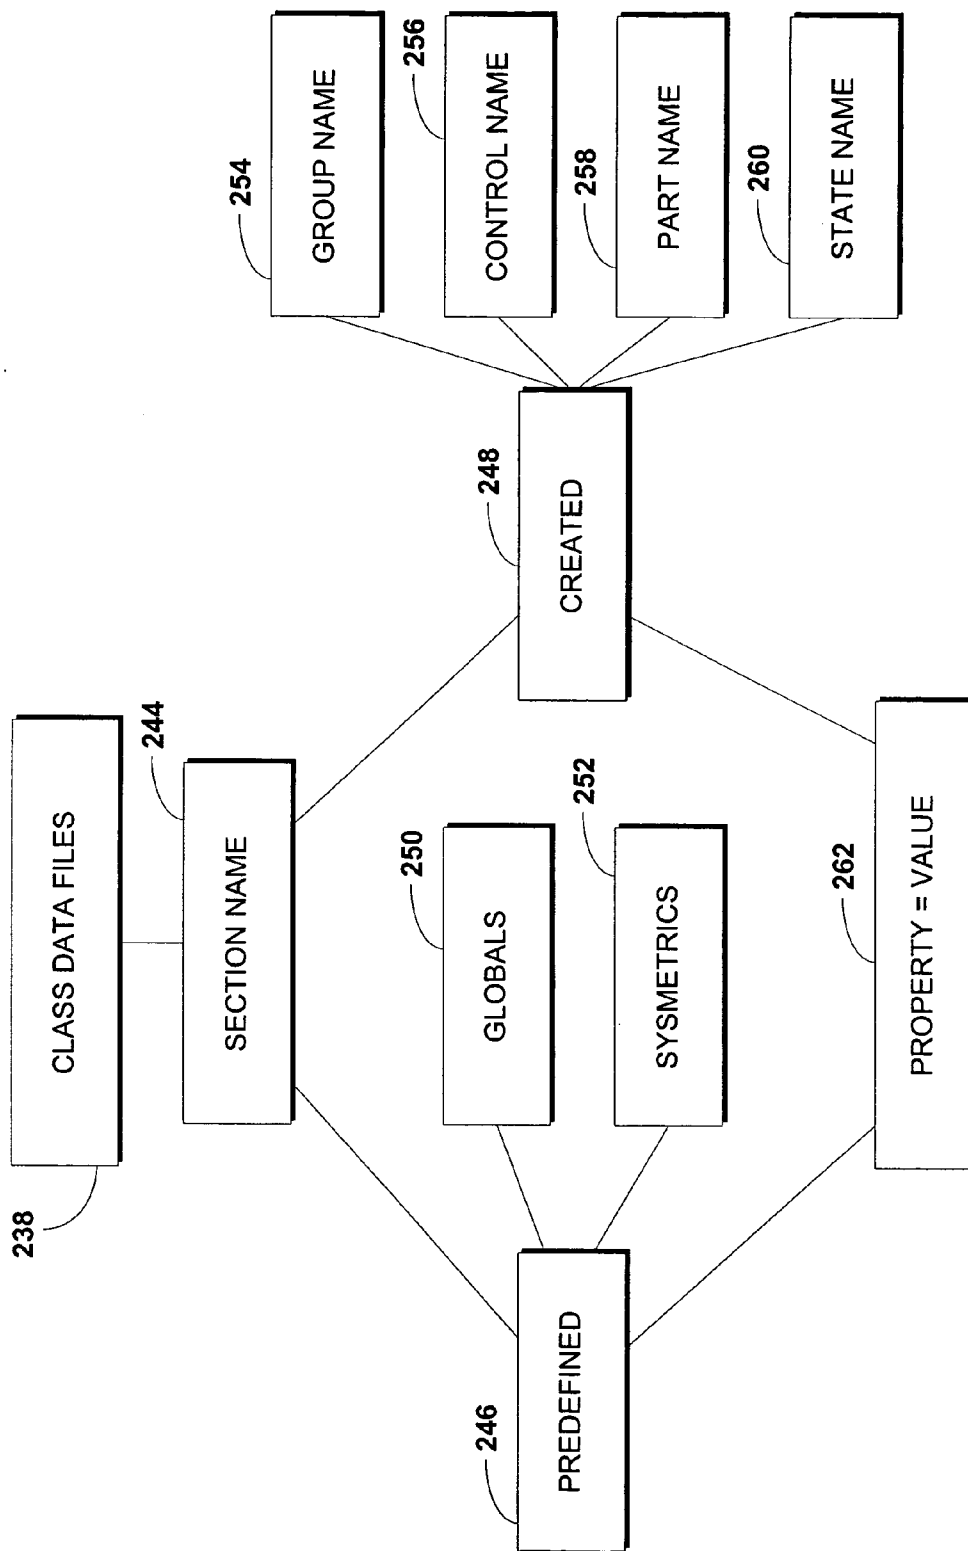 CLASS DATA FILES
238
SECTION NAME
244
PREDEFINED
246
GLOBALS
250
SYSMETRICS
252
CREATED
248
GROUP NAME
254
CONTROL NAME
256
PART NAME
258
STATE NAME
260
PROPERTY = VALUE
262